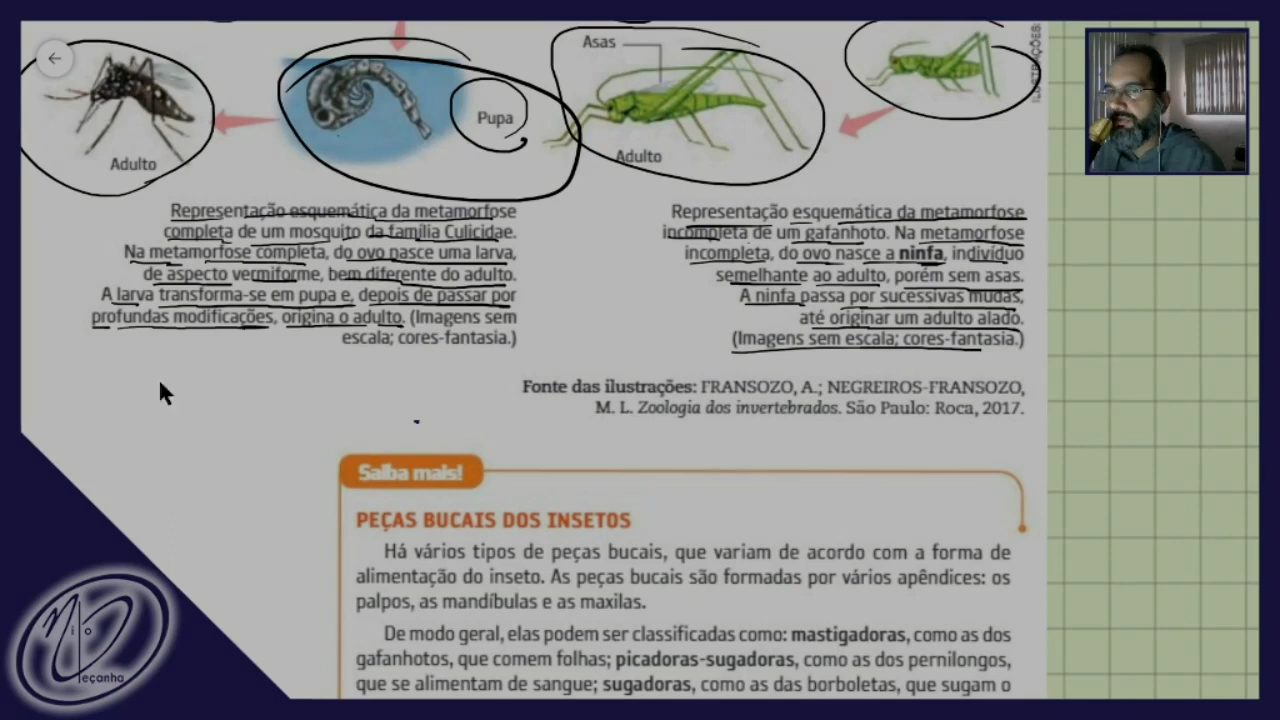 Asas
Pupa
Adulto
Adulto
Representação esquemática da metamorfose
completa de um mosquito da família Culicidae.
Na metamorfose completa, do ovo nasce uma larva,
de aspecto vermiforme, bem diferente do adulto.
A larva transforma-se em pupa e, depois de passar por
profundas modificações, origina o adulto. (Imagens sem
escala; cores-fantasia.)
Representação esquemática da metamorfose
incompleta de um gafanhoto. Na metamorfose
incompleta, do ovo nasce a ninfa, indivíduo
semelhante ao adulto, porém sem asas.
A ninfa passa por sucessivas mudas,
até originar um adulto alado.
(Imagens sem escala; cores-fantasia.)
Fonte das ilustrações: FRANSOZO, A.; NEGREIROS-FRANSOZO,
M. L. Zoologia dos invertebrados. São Paulo: Roca, 2017.
Saiba mais!
PEÇAS BUCAIS DOS INSETOS
Há vários tipos de peças bucais, que variam de acordo com a forma de
alimentação do inseto. As peças bucais são formadas por vários apêndices: os
palpos, as mandíbulas e as maxilas.
De modo geral, elas podem ser classificadas como: mastigadoras, como as dos
gafanhotos, que comem folhas; picadoras-sugadoras, como as dos pernilongos,
que se alimentam de sangue; sugadoras, como as das borboletas, que sugam o